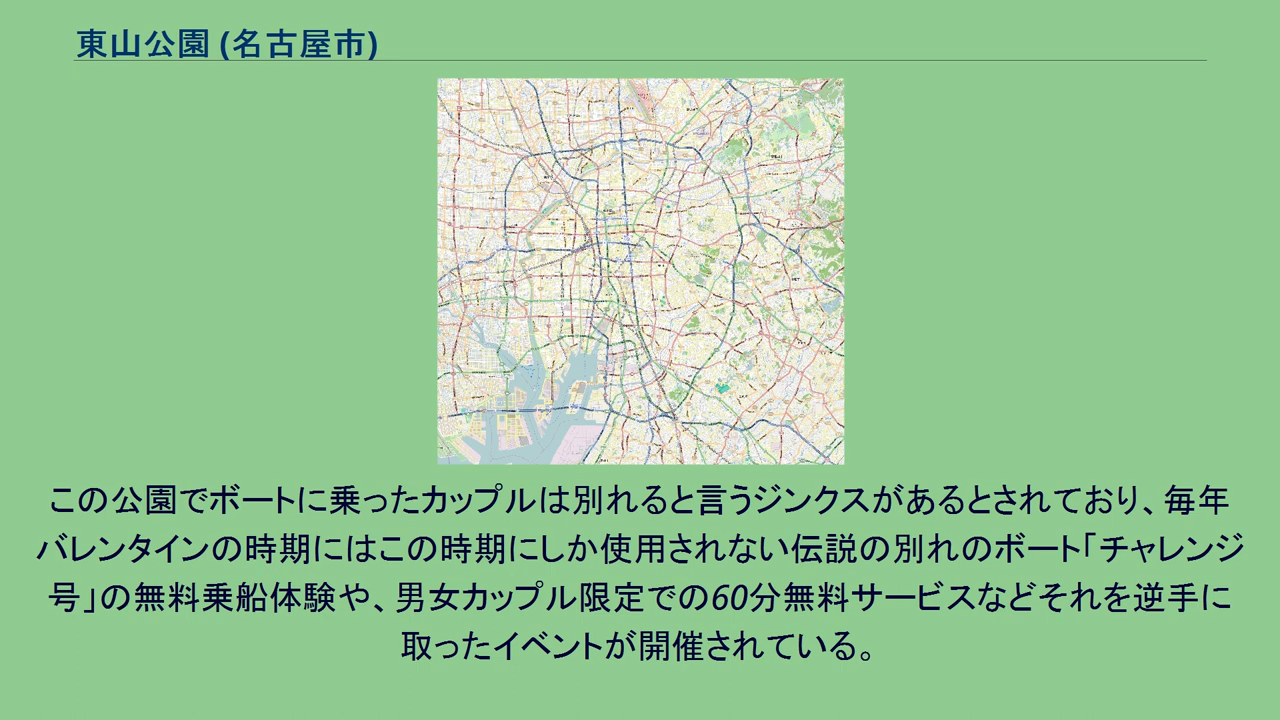 東山公園 (名古屋市)
この公園でボートに乗ったカップルは別れると言うジンクスがあるとされており、毎年
バレンタインの時期にはこの時期にしか使用されない伝説の別れのボート「チャレンジ
号」の無料乗船体験や、男女カップル限定での60分無料サービスなどそれを逆手に
取ったイベントが開催されている。